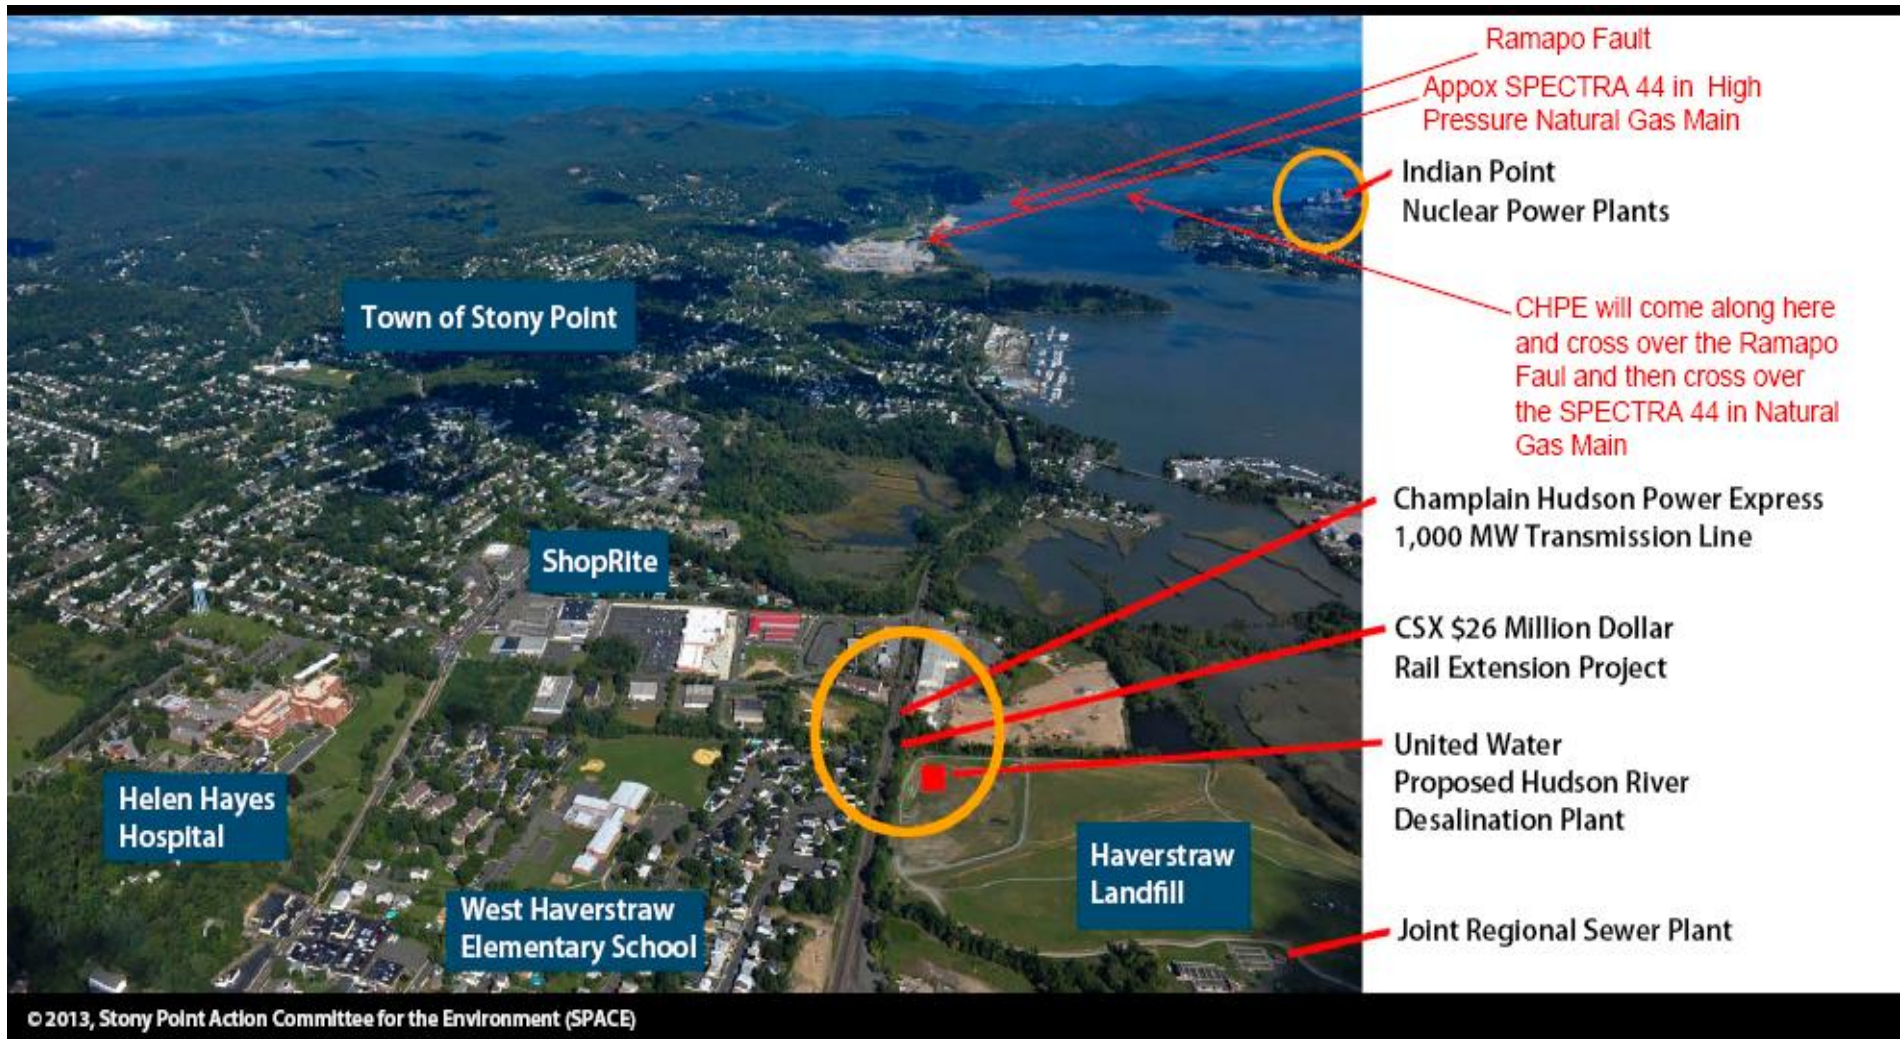 Ramapo Fault
Appox SPECTRA 44 in High
Pressure Natural Gas Main
Indian Point
Nuclear Power Plants
CHPE will come along here
and cross over the Ramapo
Faul and then cross over
the SPECTRA 44 in Natural
Gas Main
Town of Stony Point
Champlain Hudson Power Express
1,000 MW Transmission Line
ShopRite
CSX $26 Million Dollar
Rail Extension Project
United Water
Proposed Hudson River
Desalination Plant
Helen Hayes
Hospital
Haverstraw
Landfill
West Haverstraw
Elementary School
Joint Regional Sewer Plant
© 2013, Stony Point Action Committee for the Environment (SPACE)